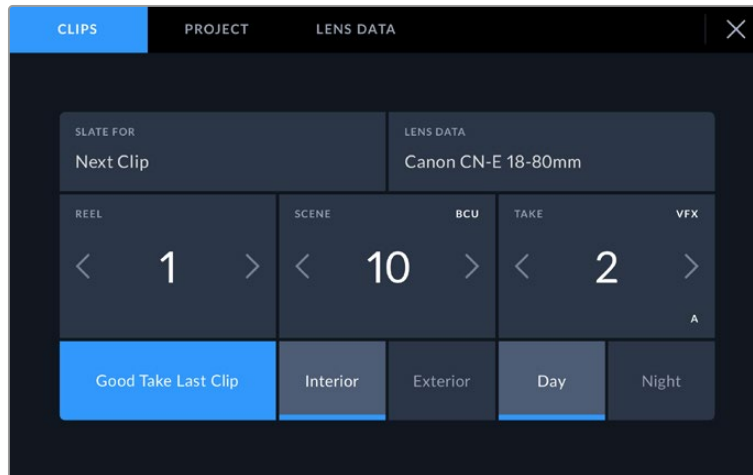 CLIPS PROJECT LENS DATA
SLATE FOR LENS DATA
Next Clip Canon CN-E 18-80mm
REEL SCENE BCU TAKE VFX
1 10 2
A
Good Take Last Clip Interior Exterior Day Night